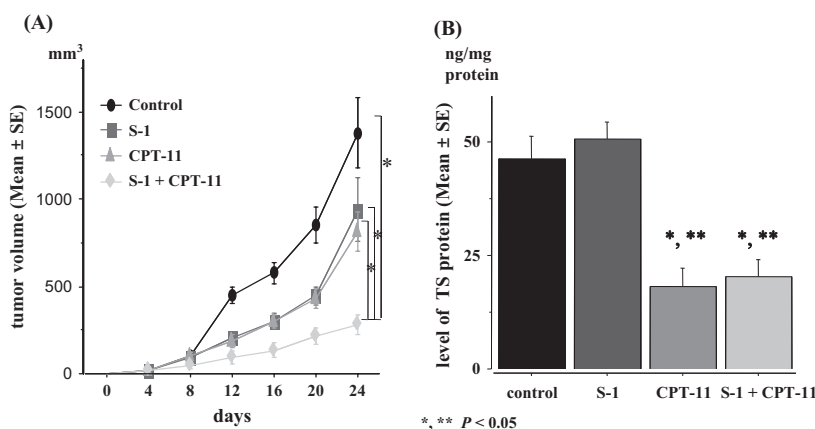 (A)
mm³
tumor volume (Mean ± SE)
1500
1000
500
0
Control
S-1
CPT-11
S-1 + CPT-11
*
*
*
0 4 8 12 16 20 24
days
(B)
ng/mg
protein
level of TS protein (Mean ± SE)
50
25
0
*, **
*, **
control S-1 CPT-11 S-1 + CPT-11
*, ** P < 0.05